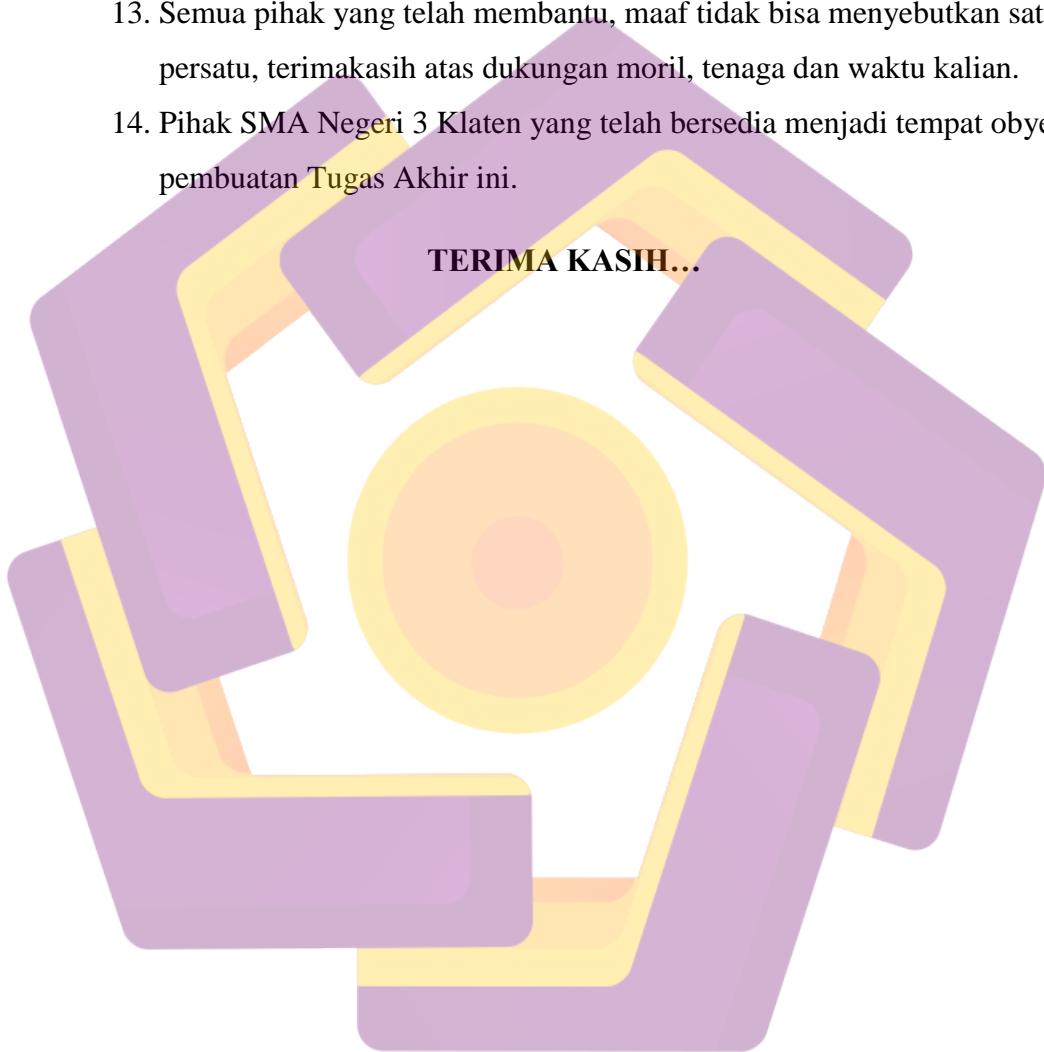 13. Semua pihak yang telah membantu, maaf tidak bisa menyebutkan sat
persatu, terimakasih atas dukungan moril, tenaga dan waktu kalian.
14. Pihak SMA Negeri 3 Klaten yang telah bersedia menjadi tempat obye
pembuatan Tugas Akhir ini.
TERIMA KASIH…